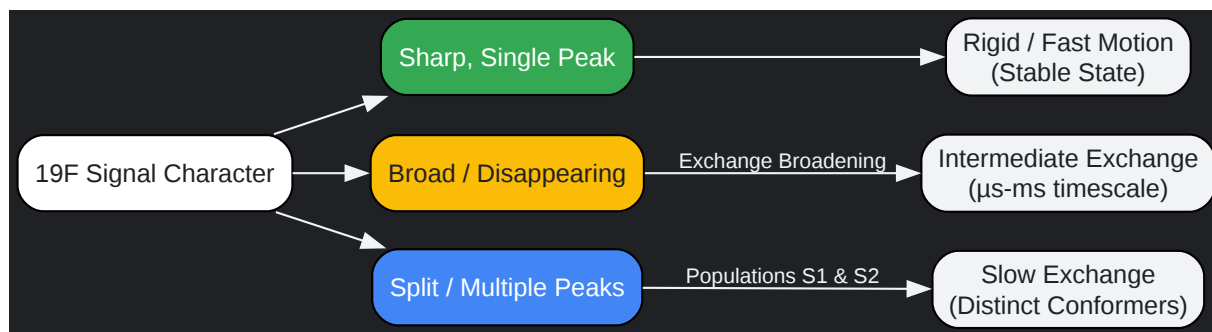 Sharp, Single Peak
Rigid / Fast Motion
(Stable State)
19F Signal Character
Broad / Disappearing
Exchange Broadening
Intermediate Exchange
(µs-ms timescale)
Split / Multiple Peaks
Populations S1 & S2
Slow Exchange
(Distinct Conformers)